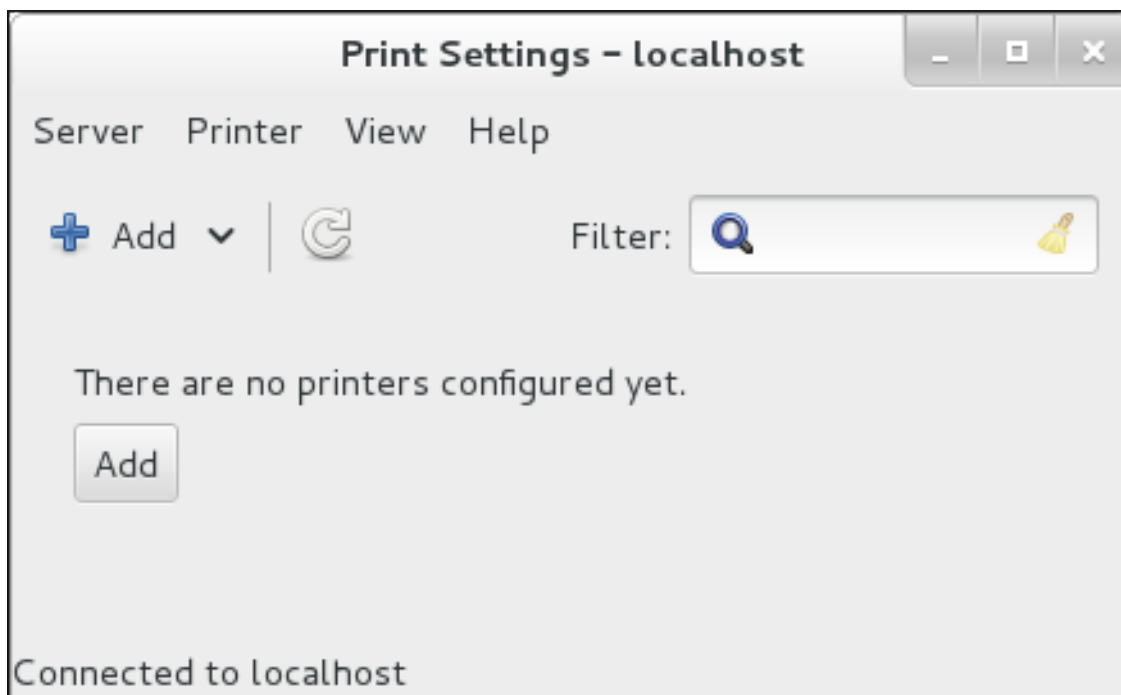 Print Settings – localhost
Server Printer View Help
Add Filter:
There are no printers configured yet.
Add
Connected to localhost